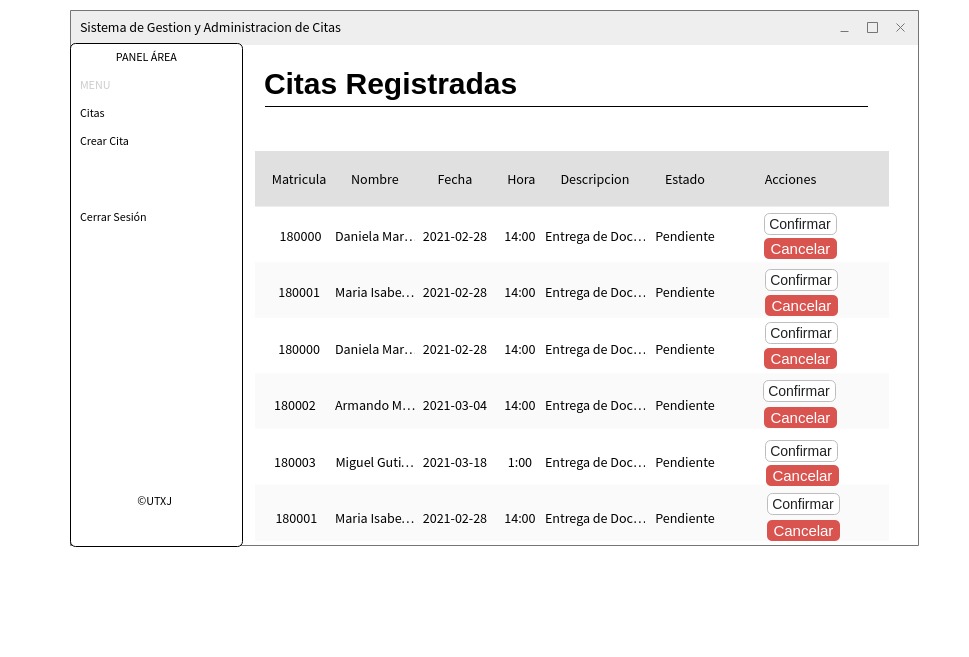 Sistema de Gestion y Administracion de Citas
PANEL ÁREA
MENU
Citas
Crear Cita
Cerrar Sesión
©UTXJ
Citas Registradas
Matricula Nombre Fecha Hora Descripcion Estado Acciones
180000 Daniela Mar… 2021-02-28 14:00 Entrega de Doc… Pendiente Confirmar
Cancelar
180001 Maria Isabe… 2021-02-28 14:00 Entrega de Doc… Pendiente Confirmar
Cancelar
180000 Daniela Mar… 2021-02-28 14:00 Entrega de Doc… Pendiente Confirmar
Cancelar
180002 Armando M… 2021-03-04 14:00 Entrega de Doc… Pendiente Confirmar
Cancelar
180003 Miguel Guti… 2021-03-18 1:00 Entrega de Doc… Pendiente Confirmar
Cancelar
180001 Maria Isabe… 2021-02-28 14:00 Entrega de Doc… Pendiente Confirmar
Cancelar